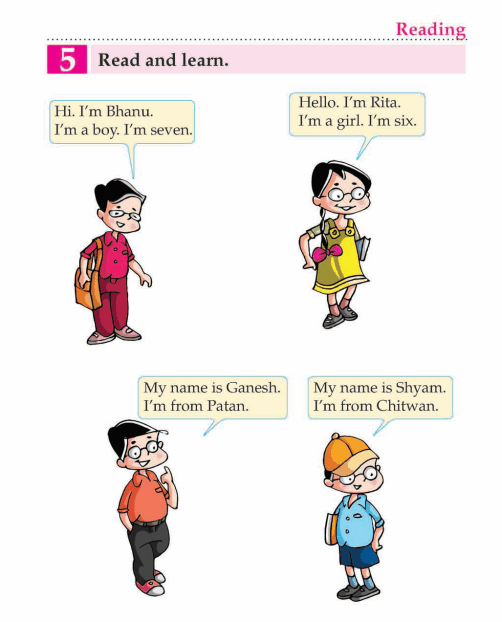 Reading
5 Read and learn.
Hi. I'm Bhanu.
I'm a boy. I'm seven.
Hello. I'm Rita.
I'm a girl. I'm six.
My name is Ganesh.
I'm from Patan.
My name is Shyam.
I'm from Chitwan.